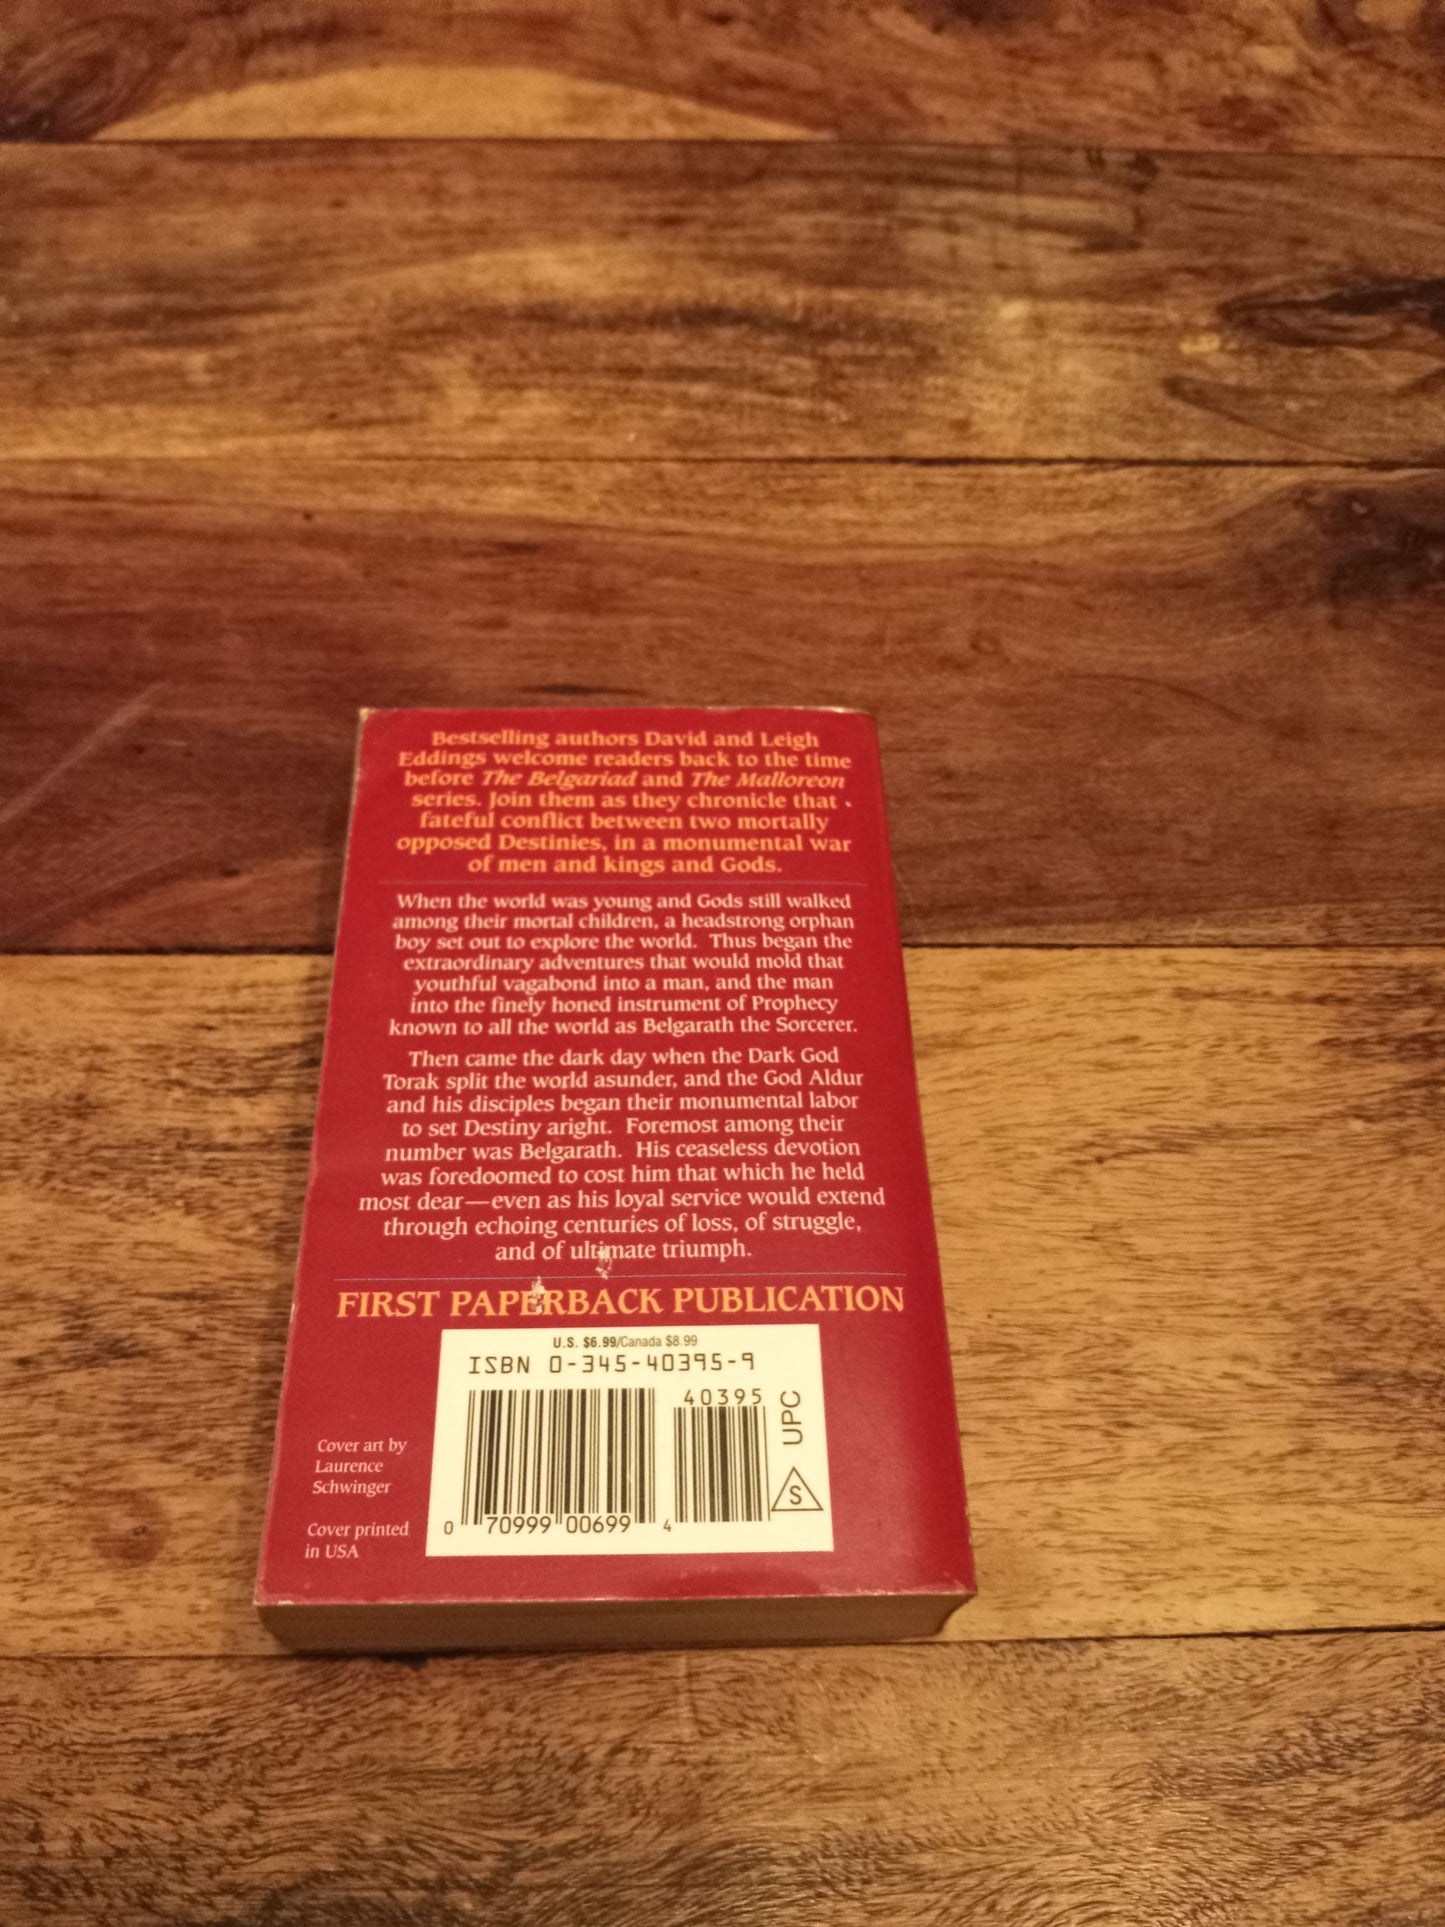 Bestselling authors David and Leigh
Eddings welcome readers back to the time
before The Belgariad and The Malloreon
series. Join them as they chronicle that
fateful conflict between two mortally
opposed Destinies, in a monumental war
of men and kings and Gods.
When the world was young and Gods still walked
among their mortal children, a headstrong orphan
boy set out to explore the world. Thus began the
extraordinary adventures that would mold that
youthful vagabond into a man, and the man
into the finely honed instrument of Prophecy
known to all the world as Belgarath the Sorcerer.
Then came the dark day when the Dark God
Torak split the world asunder, and the God Aldur
and his disciples began their monumental labor
to set Destiny aright. Foremost among their
number was Belgarath. His ceaseless devotion
was foredoomed to cost him that which he held
most dear—even as his loyal service would extend
through echoing centuries of loss, of struggle,
and of ultimate triumph.
FIRST PAPERBACK PUBLICATION
U.S. $6.99/Canada $8.99
ISBN 0-345-40395-9
40395
UPC
S
0 70999 00699 4
Cover art by
Laurence
Schwinger
Cover printed
in USA